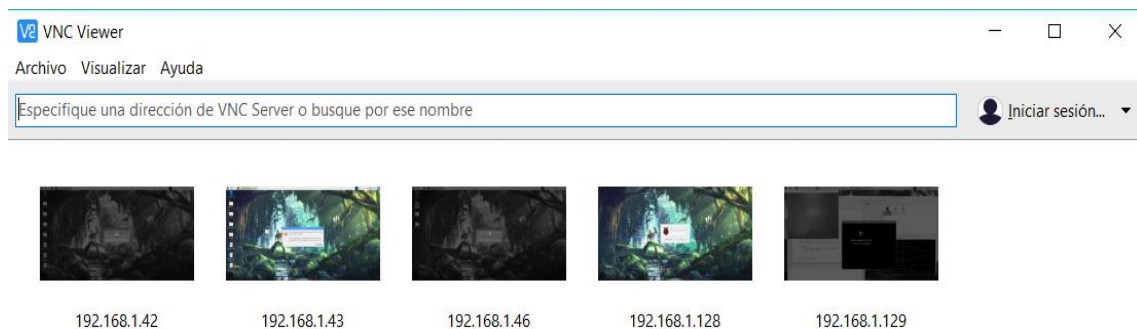 VNC Viewer
Archivo Visualizar Ayuda
Especifique una dirección de VNC Server o busque por ese nombre
Iniciar sesión...
192.168.1.42 192.168.1.43 192.168.1.46 192.168.1.128 192.168.1.129